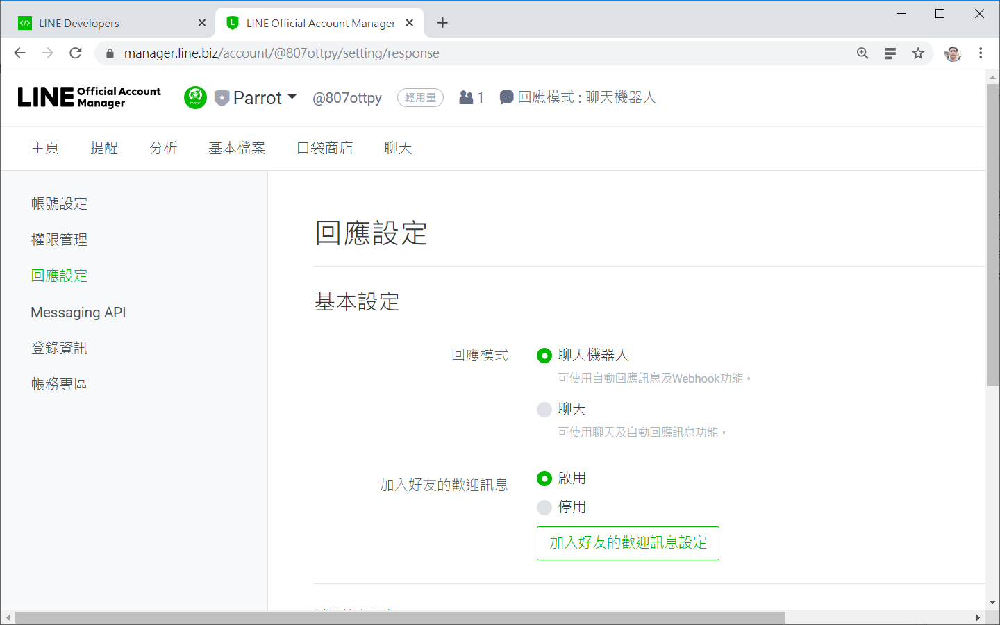 LINE Developers
LINE Official Account Manager
manager.line.biz/account/@807ottpy/setting/response
LINE Official Account Manager
PARROT
Parrot
@807ottpy
輕用量
1
回應模式 : 聊天機器人
主頁
提醒
分析
基本檔案
口袋商店
聊天
帳號設定
權限管理
回應設定
Messaging API
登錄資訊
帳務專區
回應設定
基本設定
回應模式
聊天機器人
可使用自動回應訊息及Webhook功能。
聊天
可使用聊天及自動回應訊息功能。
加入好友的歡迎訊息
啟用
停用
加入好友的歡迎訊息設定